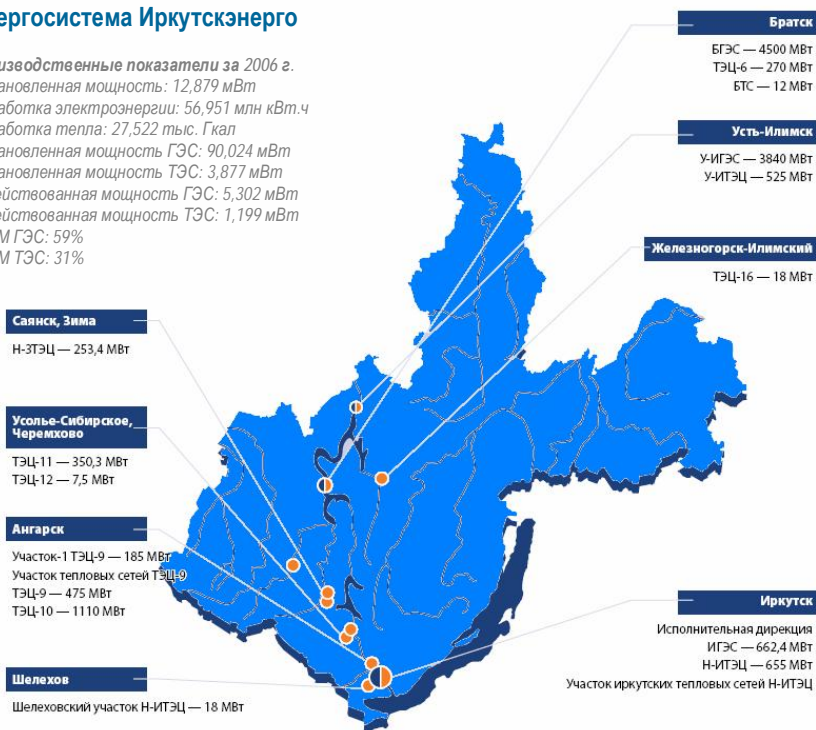 ергосистема Иркутскэнерго
изводственные показатели за 2006 г.
ановленная мощность: 12,879 мВт
аботка электроэнергии: 56,951 млн кВт.ч
аботка тепла: 27,522 тыс. Гкал
ановленная мощность ГЭС: 90,024 мВт
ановленная мощность ТЭС: 3,877 мВт
ействованная мощность ГЭС: 5,302 мВт
ействованная мощность ТЭС: 1,199 мВт
М ГЭС: 59%
М ТЭС: 31%
Братск
БГЭС — 4500 МВт
ТЭЦ-6 — 270 МВт
БТС — 12 МВт
Усть-Илимск
У-ИГЭС — 3840 МВт
У-ИТЭЦ — 525 МВт
Железногорск-Илимский
ТЭЦ-16 — 18 МВт
Саянск, Зима
Н-ЗТЭЦ — 253,4 МВт
Усолье-Сибирское,
Черемхово
ТЭЦ-11 — 350,3 МВт
ТЭЦ-12 — 7,5 МВт
Ангарск
Участок-1 ТЭЦ-9 — 185 МВт
Участок тепловых сетей ТЭЦ-9
ТЭЦ-9 — 475 МВт
ТЭЦ-10 — 1110 МВт
Шелехов
Шелеховский участок Н-ИТЭЦ — 18 МВт
Иркутск
Исполнительная дирекция
ИГЭС — 662,4 МВт
Н-ИТЭЦ — 655 МВт
Участок иркутских тепловых сетей Н-ИТЭЦ